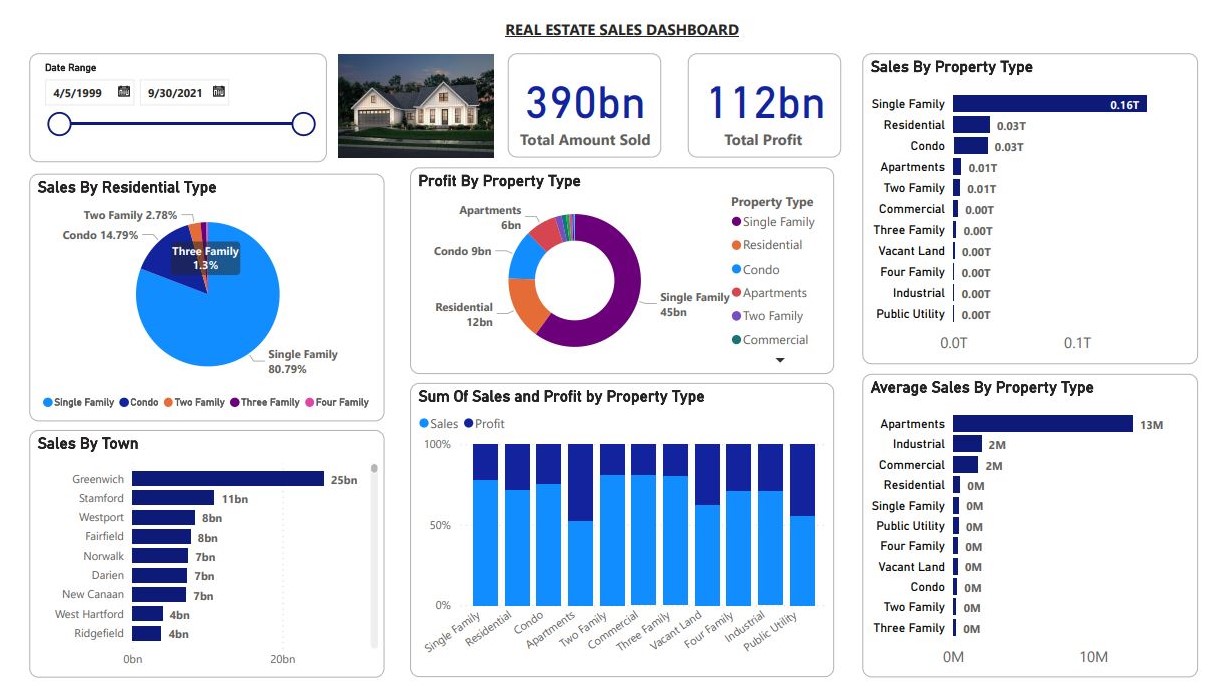 REAL ESTATE SALES DASHBOARD
Date Range
4/5/1999
9/30/2021
390bn
Total Amount Sold
112bn
Total Profit
Sales By Property Type
Single Family 0.16T
Residential 0.03T
Condo 0.03T
Apartments 0.01T
Two Family 0.01T
Commercial 0.00T
Three Family 0.00T
Vacant Land 0.00T
Four Family 0.00T
Industrial 0.00T
Public Utility 0.00T
0.0T 0.1T
Sales By Residential Type
Two Family 2.78%
Condo 14.79%
Three Family
1.3%
Single Family
80.79%
Single Family Condo Two Family Three Family Four Family
Profit By Property Type
Apartments
6bn
Condo 9bn
Residential
12bn
Single Family
45bn
Property Type
Single Family
Residential
Condo
Apartments
Two Family
Commercial
Sum Of Sales and Profit by Property Type
Sales Profit
100%
50%
0%
Single Family
Residential
Condo
Apartments
Two Family
Commercial
Three Family
Vacant Land
Four Family
Industrial
Public Utility
Average Sales By Property Type
Apartments 13M
Industrial 2M
Commercial 2M
Residential 0M
Single Family 0M
Public Utility 0M
Four Family 0M
Vacant Land 0M
Condo 0M
Two Family 0M
Three Family 0M
0M 10M
Sales By Town
Greenwich 25bn
Stamford 11bn
Westport 8bn
Fairfield 8bn
Norwalk 7bn
Darien 7bn
New Canaan 7bn
West Hartford 4bn
Ridgefield 4bn
0bn 20bn